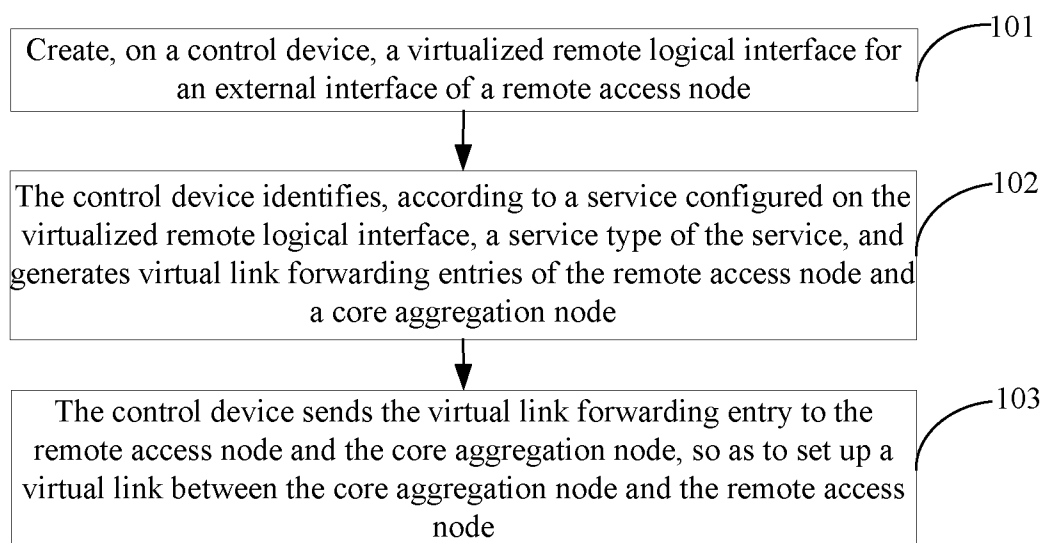 Create, on a control device, a virtualized remote logical interface for
an external interface of a remote access node
101
The control device identifies, according to a service configured on the
virtualized remote logical interface, a service type of the service, and
generates virtual link forwarding entries of the remote access node and
a core aggregation node
102
The control device sends the virtual link forwarding entry to the
remote access node and the core aggregation node, so as to set up a
virtual link between the core aggregation node and the remote access
node
103